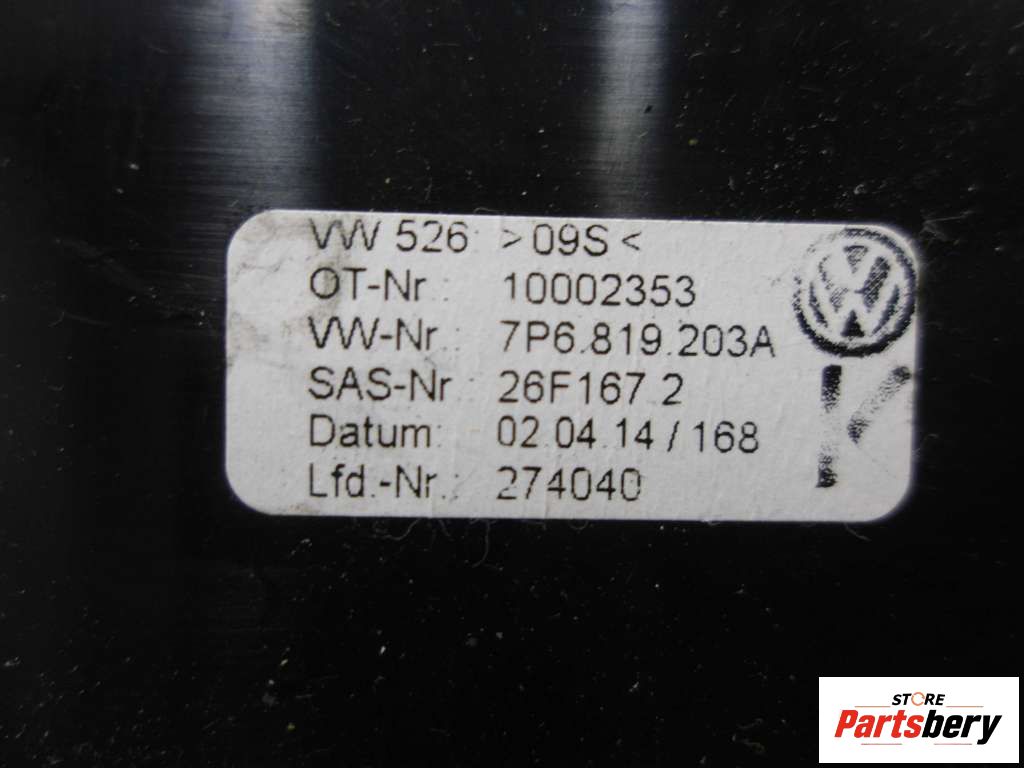 VW 526 >09S<
OT-Nr.: 10002353
VW-Nr.: 7P6.819.203A
SAS-Nr 26F167.2
Datum: 02.04.14/168
Lfd.-Nr.: 274040
K
STORE
Partsbery